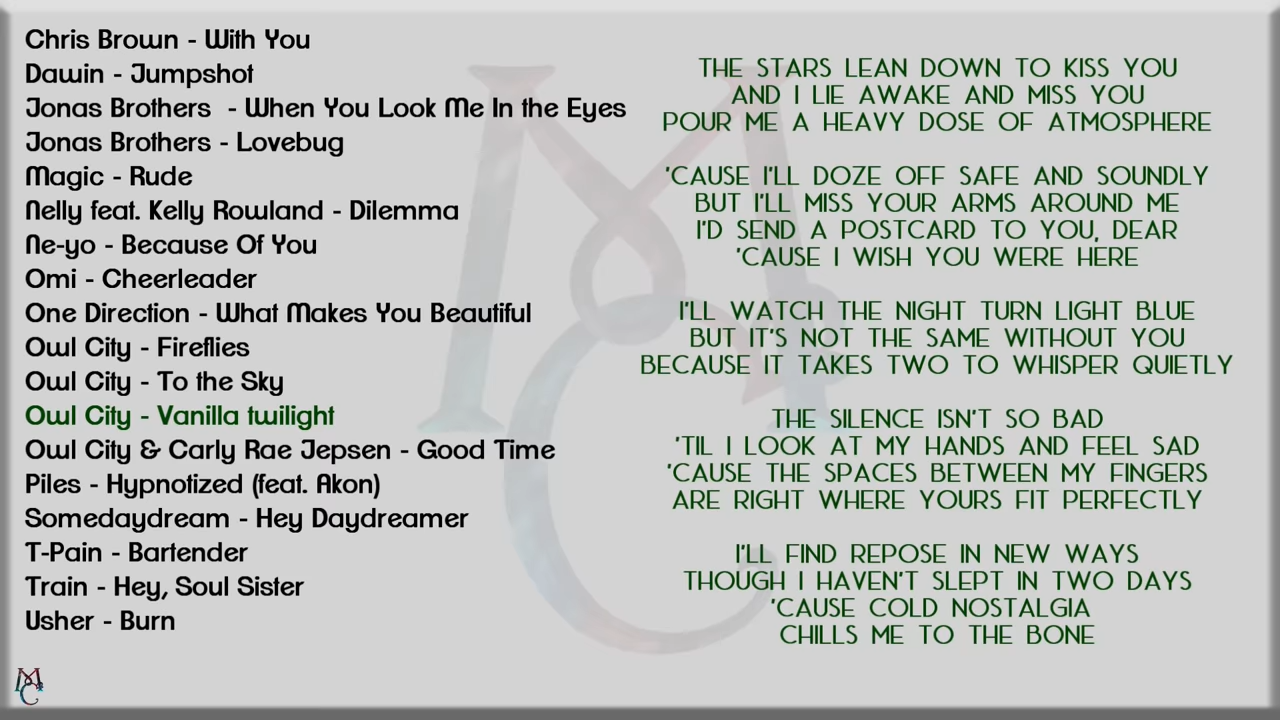 Chris Brown - With You
Dawin - Jumpshot
Jonas Brothers - When You Look Me In the Eyes
Jonas Brothers - Lovebug
Magic - Rude
Nelly feat. Kelly Rowland - Dilemma
Ne-yo - Because Of You
Omi - Cheerleader
One Direction - What Makes You Beautiful
Owl City - Fireflies
Owl City - To the Sky
Owl City - Vanilla twilight
Owl City & Carly Rae Jepsen - Good Time
Piles - Hypnotized (feat. Akon)
Somedaydream - Hey Daydreamer
T-Pain - Bartender
Train - Hey, Soul Sister
Usher - Burn
THE STARS LEAN DOWN TO KISS YOU
AND I LIE AWAKE AND MISS YOU
POUR ME A HEAVY DOSE OF ATMOSPHERE
'CAUSE I'LL DOZE OFF SAFE AND SOUNDLY
BUT I'LL MISS YOUR ARMS AROUND ME
I'D SEND A POSTCARD TO YOU, DEAR
'CAUSE I WISH YOU WERE HERE
I'LL WATCH THE NIGHT TURN LIGHT BLUE
BUT IT'S NOT THE SAME WITHOUT YOU
BECAUSE IT TAKES TWO TO WHISPER QUIETLY
THE SILENCE ISN'T SO BAD
'TIL I LOOK AT MY HANDS AND FEEL SAD
'CAUSE THE SPACES BETWEEN MY FINGERS
ARE RIGHT WHERE YOURS FIT PERFECTLY
I'LL FIND REPOSE IN NEW WAYS
THOUGH I HAVEN'T SLEPT IN TWO DAYS
'CAUSE COLD NOSTALGIA
CHILLS ME TO THE BONE
MC